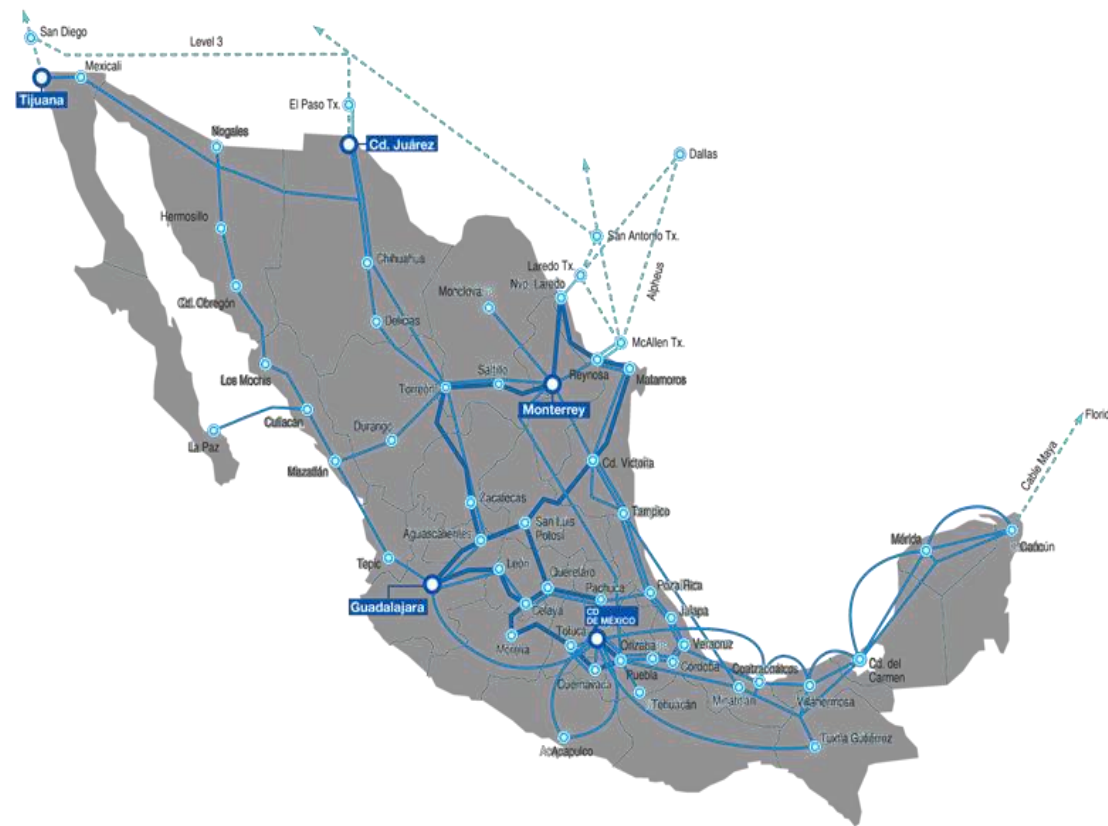 San Diego
Level 3
Mexicali
Tijuana
El Paso Tx.
Nogales
Cd. Juárez
Dallas
Hermosillo
San Antonio Tx.
Chihuahua
Laredo Tx.
Alpheus
Nvo. Laredo
Monclova
Cd. Obregón
Delicias
McAllen Tx.
Reynosa
Los Mochis
Saltillo
Matamoros
Torreón
Monterrey
Culiacán
Florid
Durango
La Paz
Cable Maya
Mazatlán
Cd. Victoria
Zacatecas
Tampico
San Luis
Potosí
Aguascalientes
Mérida
Cancún
Tepic
León
Querétaro
Poza Rica
Pachuca
Guadalajara
Celaya
CD
DE MÉXICO
Jalapa
Toluca
Morelia
Orizaba
Veracruz
Puebla
Córdoba
Coatzacoalcos
Cd. del
Carmen
Cuernavaca
Minatitlán
Villahermosa
Tehuacán
Tuxtla Gutiérrez
Acapulco